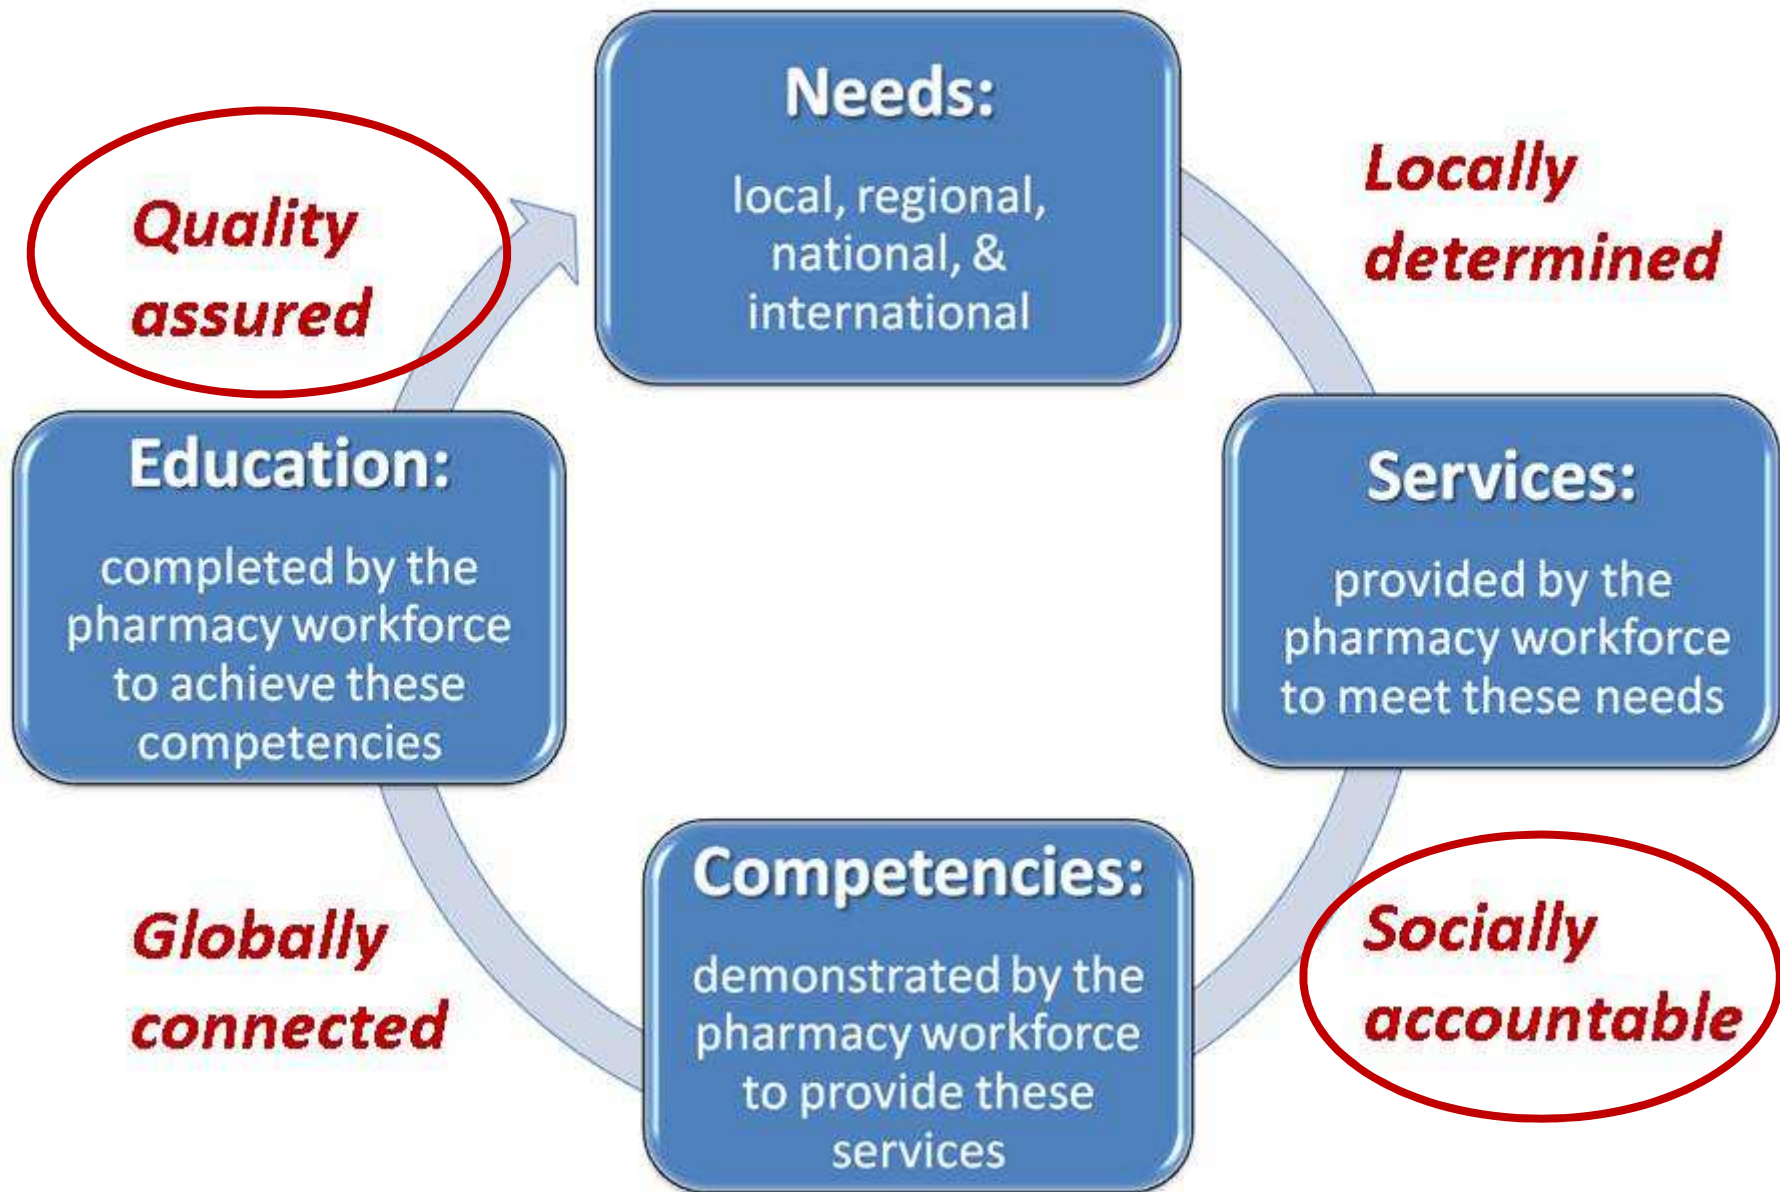 Needs:
local, regional,
national, &
international
Locally
determined
Services:
provided by the
pharmacy workforce
to meet these needs
Socially
accountable
Competencies:
demonstrated by the
pharmacy workforce
to provide these
services
Globally
connected
Education:
completed by the
pharmacy workforce
to achieve these
competencies
Quality
assured